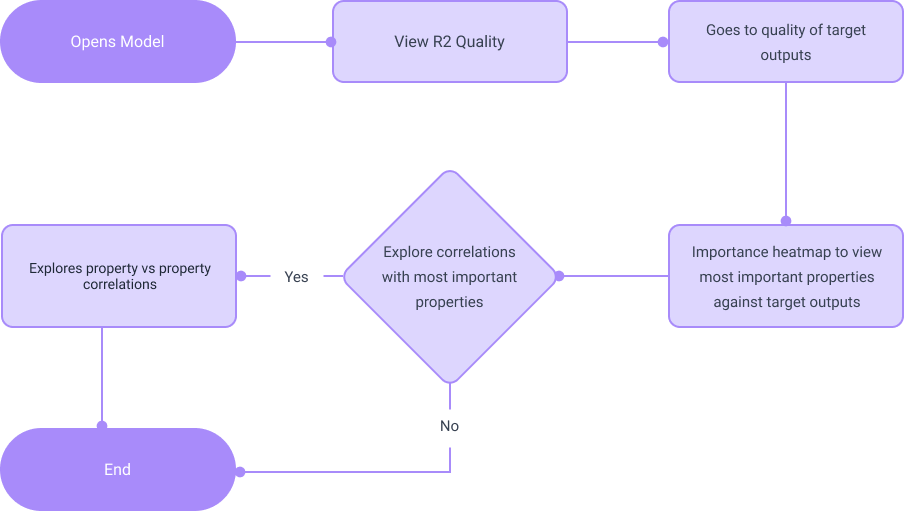 Opens Model
View R2 Quality
Goes to quality of target
outputs
Importance heatmap to view
most important properties
against target outputs
Explore correlations
with most important
properties
Yes
Explores property vs property
correlations
No
End